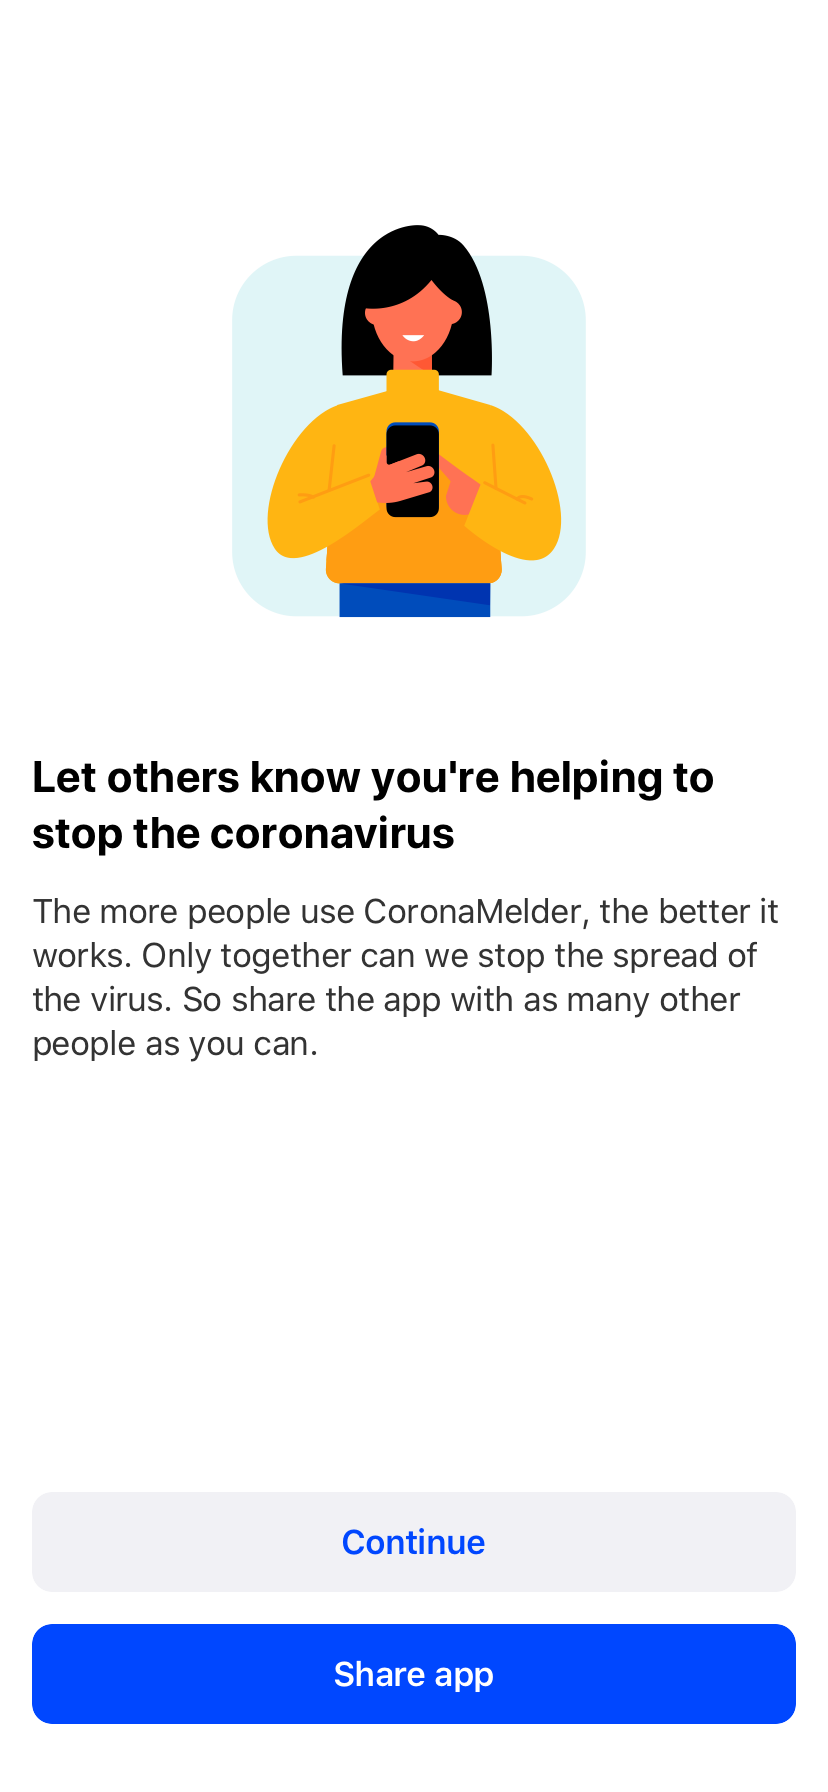 Let others know you're helping to
stop the coronavirus
The more people use CoronaMelder, the better it
works. Only together can we stop the spread of
the virus. So share the app with as many other
people as you can.
Continue
Share app